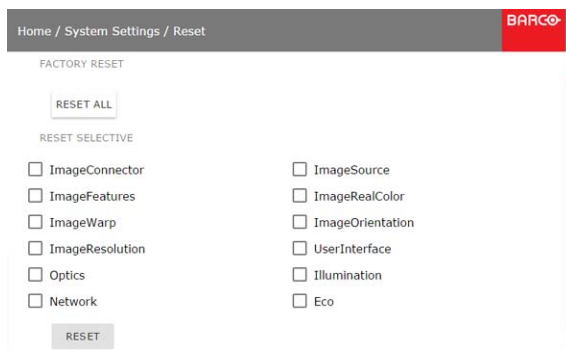 Home / System Settings / Reset
BARCO
FACTORY RESET
RESET ALL
RESET SELECTIVE
ImageConnector
ImageSource
ImageFeatures
ImageRealColor
ImageWarp
ImageOrientation
ImageResolution
UserInterface
Optics
Illumination
Network
Eco
RESET